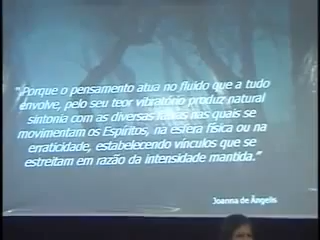 "Porque o pensamento atua no fluido que a tudo
envolve, pelo seu teor vibratório produz natural
sintonia com as diversas faixas nas quais se
movimentam os Espíritos, na esfera física ou na
erraticidade, estabelecendo vínculos que se
estreitam em razão da intensidade mantida."
Joanna de Ângelis